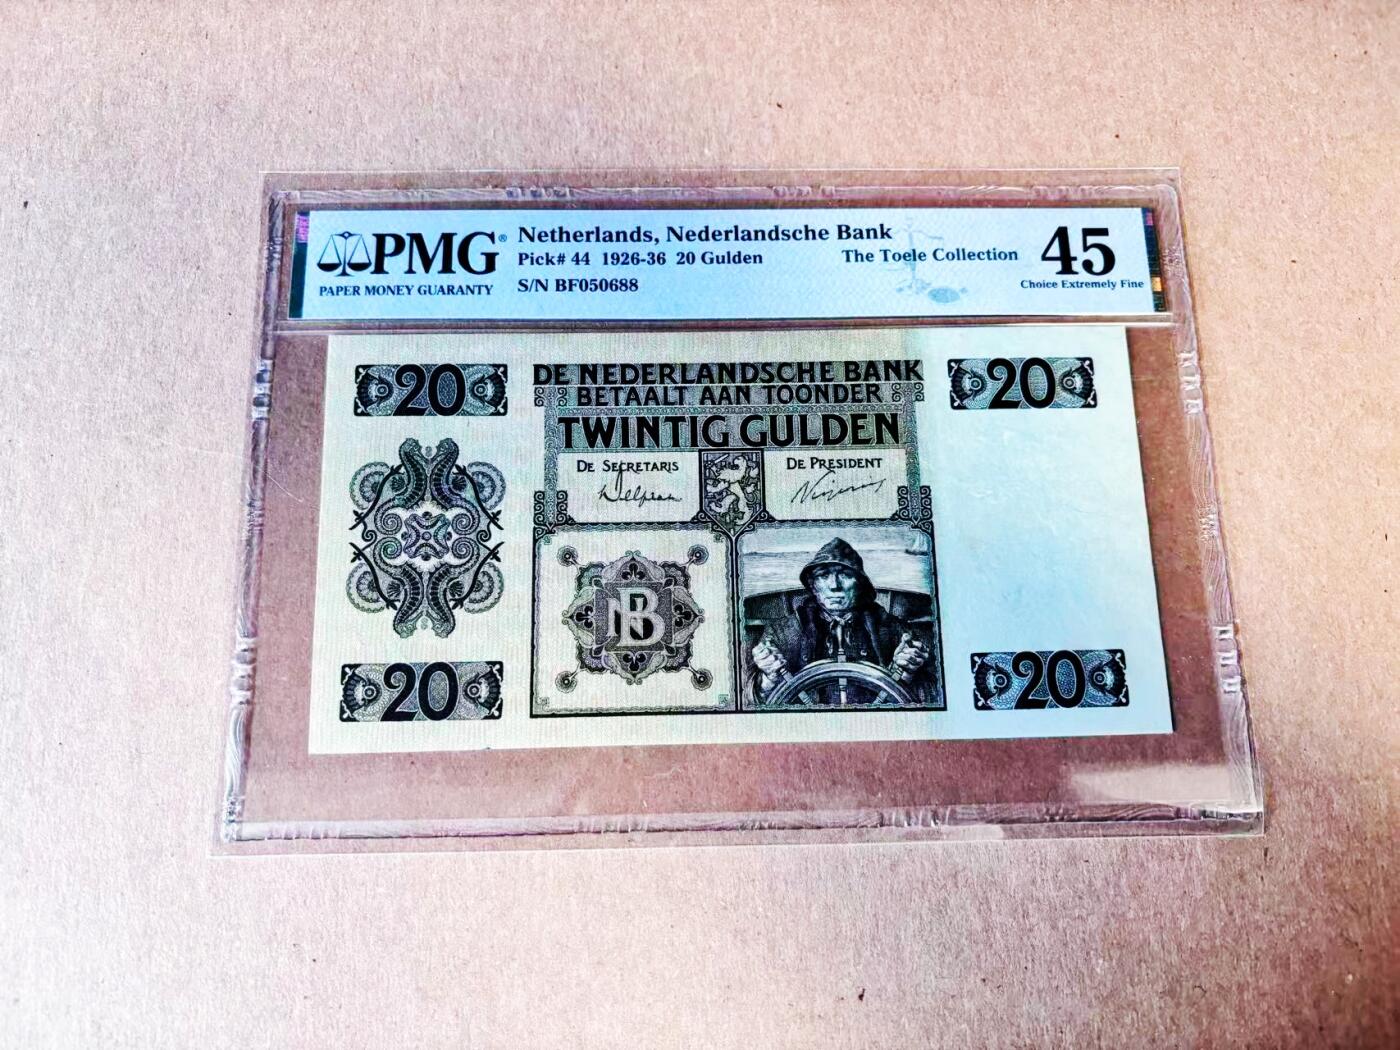 PMG®
PAPER MONEY GUARANTY
Netherlands, Nederlandsche Bank
Pick# 44 1926-36 20 Gulden
S/N BF050688
The Toele Collection
45
Choice Extremely Fine
20
DE NEDERLANDSCHE BANK
20
BETAALT AAN TOONDER
TWINTIG GULDEN
DE SECRETARIS
DE PRESIDENT
NB
20
20